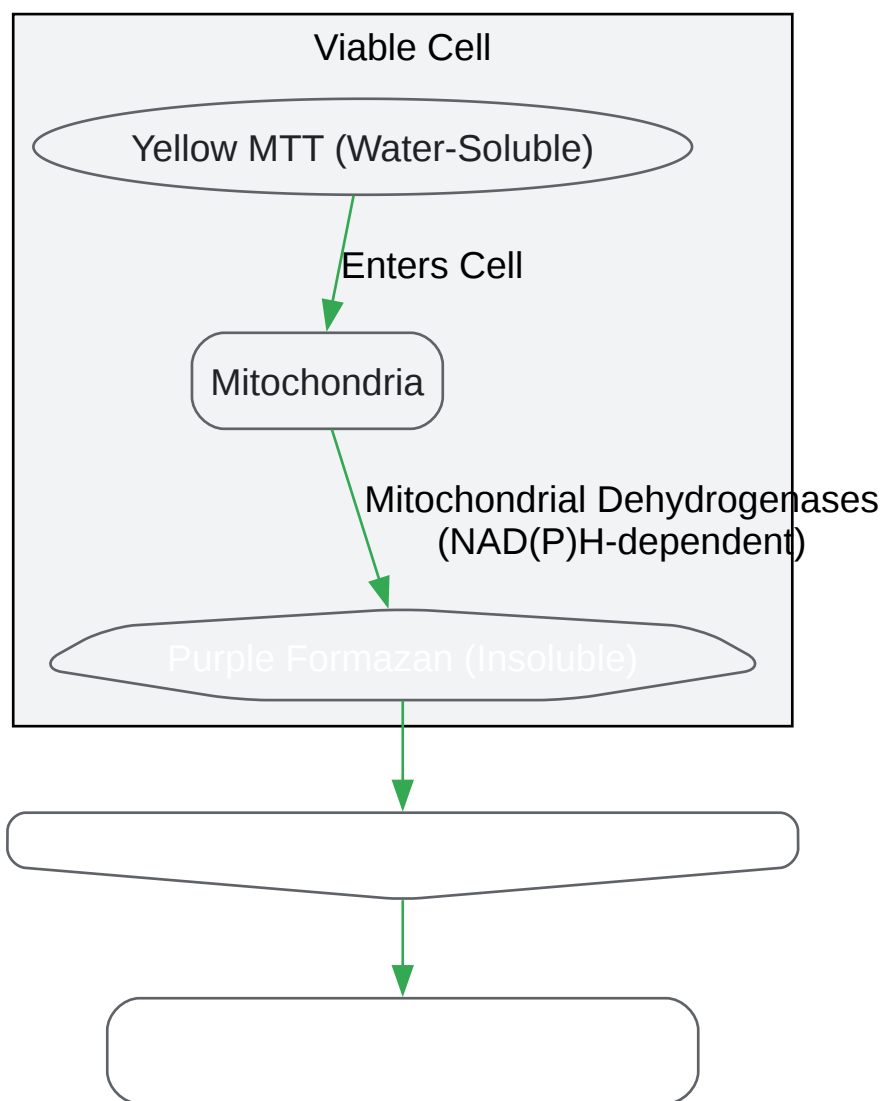 Viable Cell
Yellow MTT (Water-Soluble)
Enters Cell
Mitochondria
Mitochondrial Dehydrogenases
(NAD(P)H-dependent)
Purple Formazan (Insoluble)